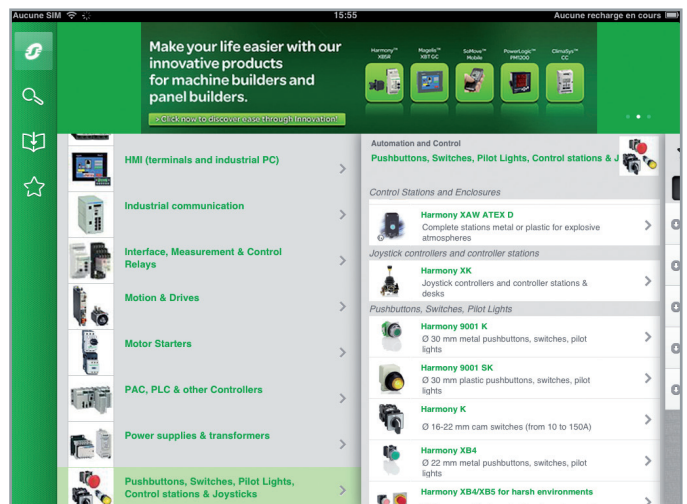 Aucune SIM
15:55
Aucune recharge en cours
Make your life easier with our
innovative products
for machine builders and
panel builders.
> Click now to discover ease through Innovation!
Harmony™
XB5R
Magelis™
XBT GC
SoMove™
Mobile
PowerLogic™
PM1200
ClimaSys™
CC
HMI (terminals and industrial PC)
Industrial communication
Interface, Measurement & Control
Relays
Motion & Drives
Motor Starters
PAC, PLC & other Controllers
Power supplies & transformers
Pushbuttons, Switches, Pilot Lights,
Control stations & Joysticks
Automation and Control
Pushbuttons, Switches, Pilot Lights, Control stations & J
Control Stations and Enclosures
Harmony XAW ATEX D
Complete stations metal or plastic for explosive
atmospheres
Joystick controllers and controller stations
Harmony XK
Joystick controllers and controller stations &
desks
Pushbuttons, Switches, Pilot Lights
Harmony 9001 K
Ø 30 mm metal pushbuttons, switches, pilot
lights
Harmony 9001 SK
Ø 30 mm plastic pushbuttons, switches, pilot
lights
Harmony K
Ø 16-22 mm cam switches (from 10 to 150A)
Harmony XB4
Ø 22 mm metal pushbuttons, switches, pilot
lights
Harmony XB4/XB5 for harsh environments